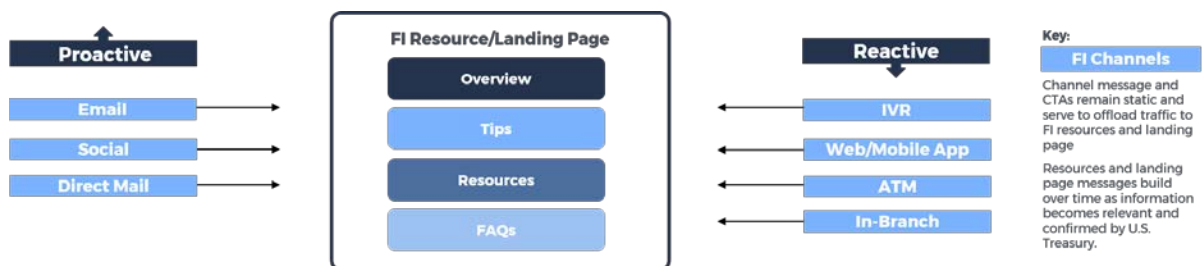 Proactive
Email
Social
Direct Mail
FI Resource/Landing Page
Overview
Tips
Resources
FAQs
Reactive
IVR
Web/Mobile App
ATM
In-Branch
Key:
FI Channels
Channel message and
CTAs remain static and
serve to offload traffic to
FI resources and landing
page
Resources and landing
page messages build
over time as information
becomes relevant and
confirmed by U.S.
Treasury.